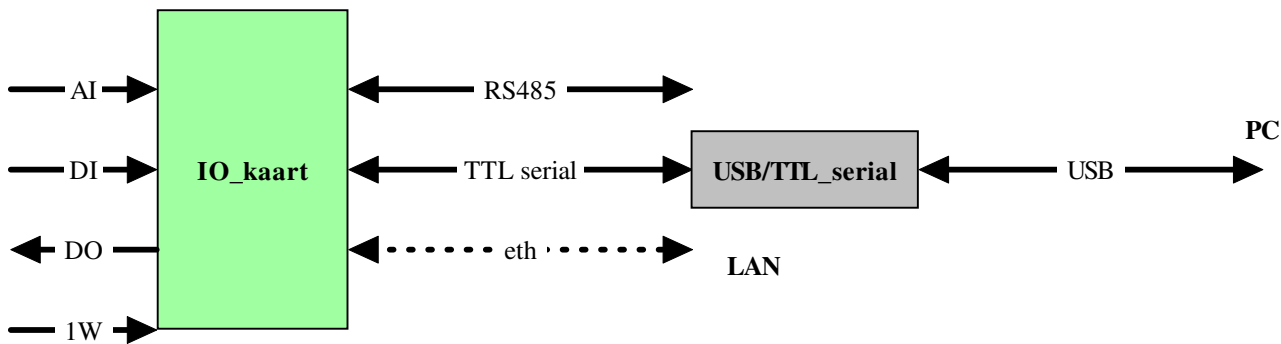 AI
RS485
PC
DI
IO_kaart
TTL serial
USB/TTL_serial
USB
DO
eth
LAN
1W